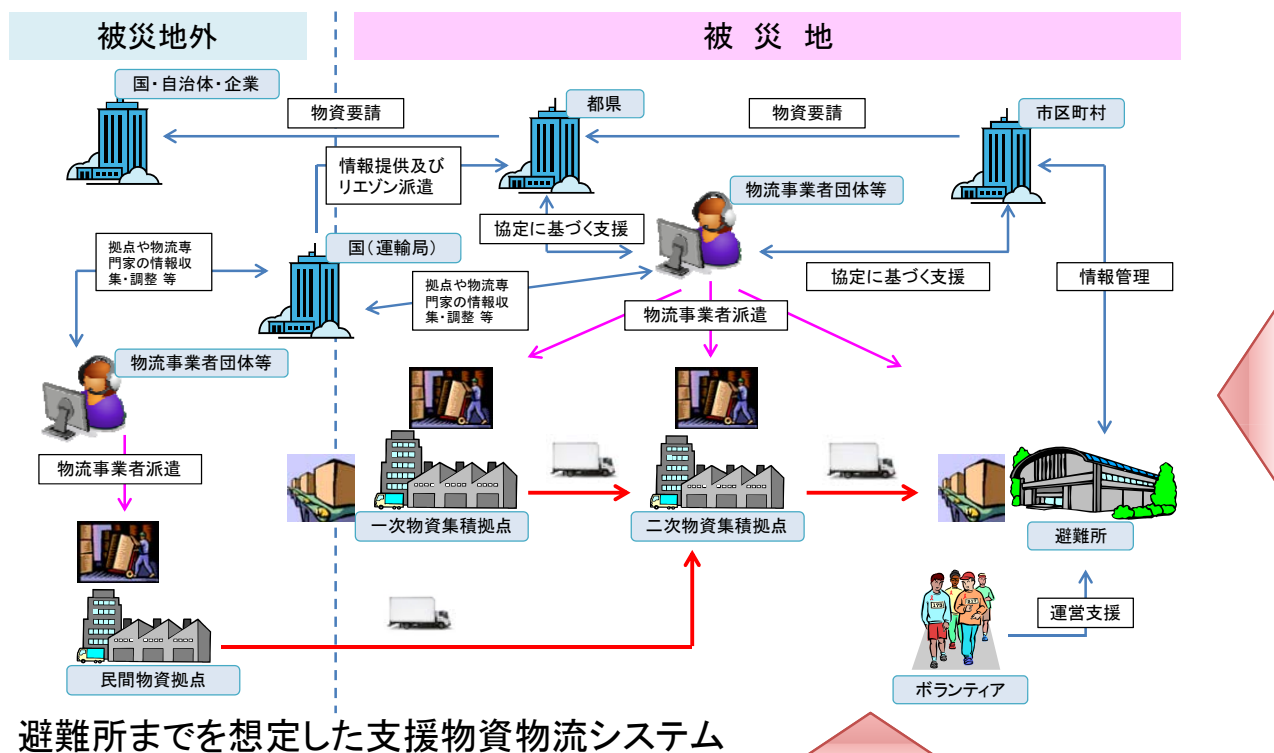 被災地外
被 災 地
国・自治体・企業
都県
市区町村
物資要請
物資要請
情報提供及び
リエゾン派遣
物流事業者団体等
協定に基づく支援
国(運輸局)
拠点や物流専
門家の情報収
集・調整 等
拠点や物流専
門家の情報収
集・調整 等
協定に基づく支援
情報管理
物流事業者派遣
物流事業者団体等
物流事業者派遣
一次物資集積拠点
二次物資集積拠点
避難所
運営支援
民間物資拠点
ボランティア
避難所までを想定した支援物資物流システム